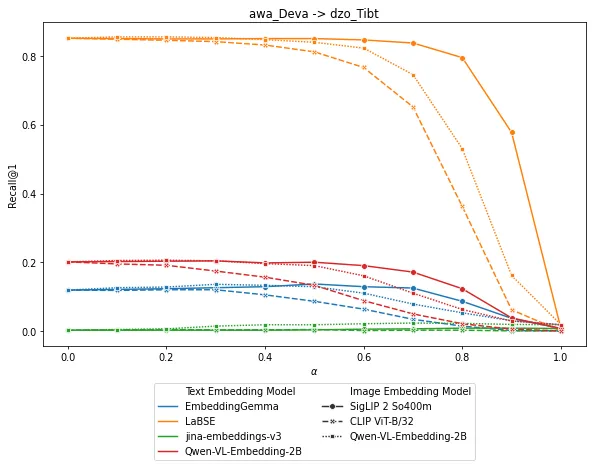 awa_Deva -> dzo_Tibt
Recall@1
0.8
0.6
0.4
0.2
0.0
0.0 0.2 0.4 0.6 0.8 1.0
α
Text Embedding Model
EmbeddingGemma
LaBSE
jina-embeddings-v3
Qwen-VL-Embedding-2B
Image Embedding Model
SigLIP 2 So400m
CLIP ViT-B/32
Qwen-VL-Embedding-2B